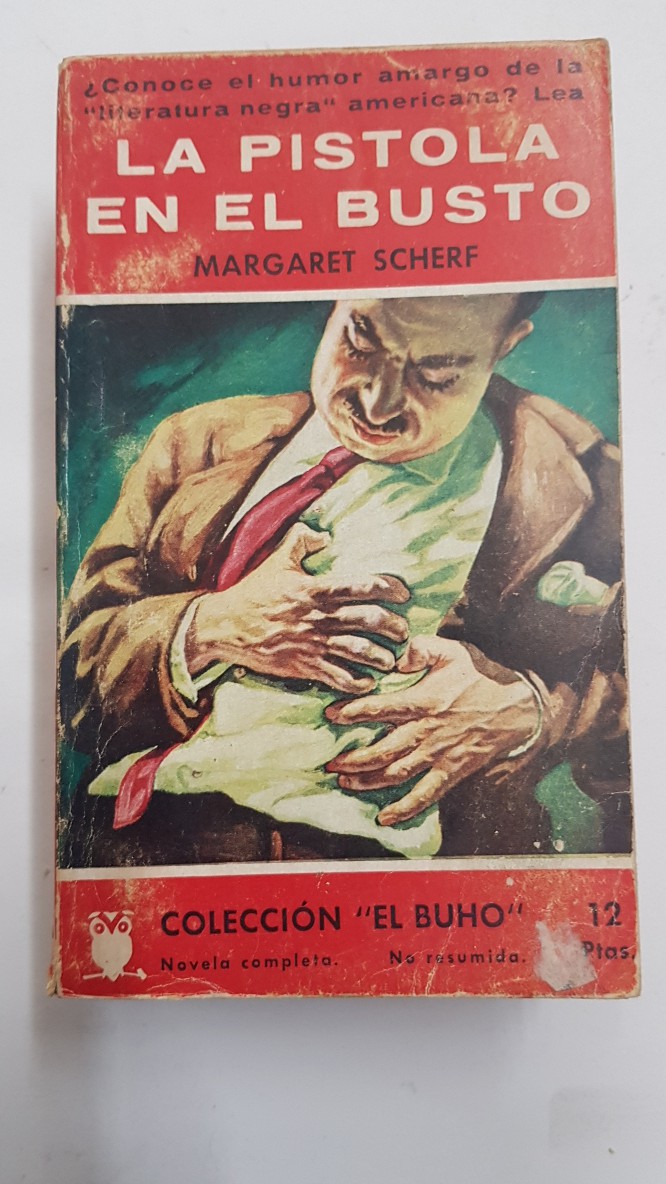 ¿Conoce el humor amargo de la
"literatura negra" americana? Lea
LA PISTOLA
EN EL BUSTO
MARGARET SCHERF
COLECCIÓN "EL BUHO"
12
Ptas.
Novela completa. No resumida.